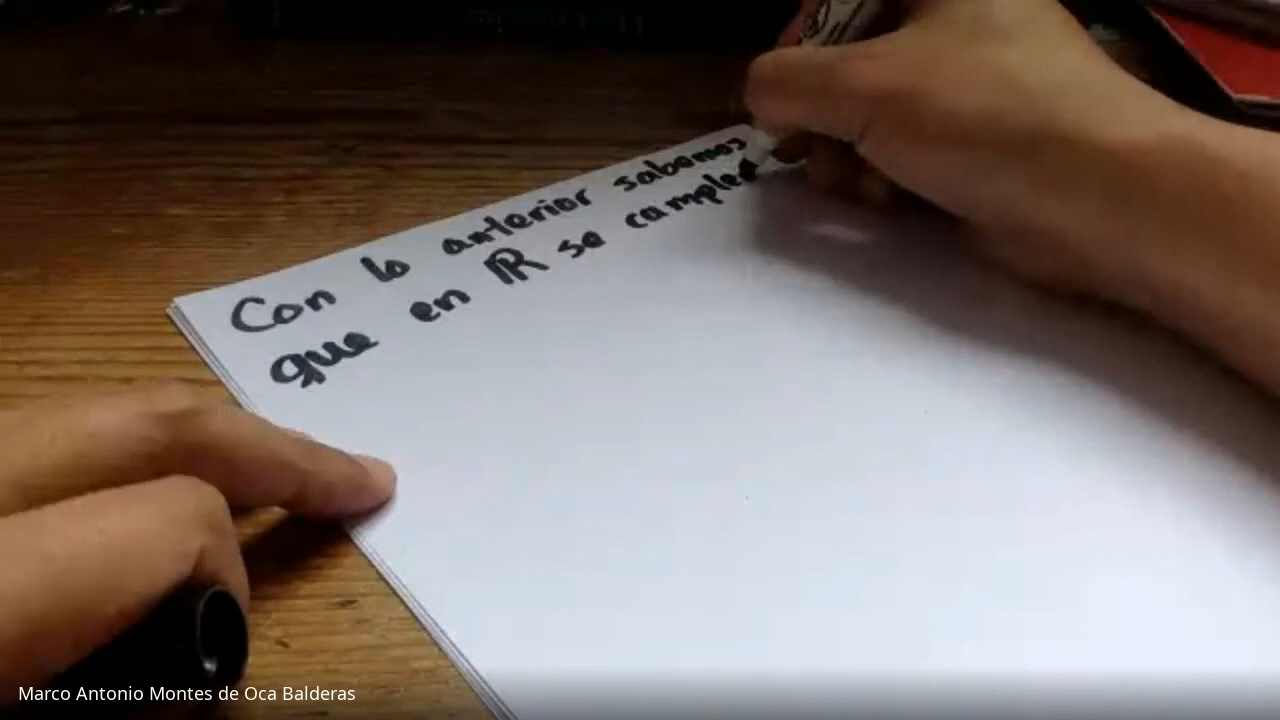 Con lo anterior sabemos
que en ℝ se cumple
Marco Antonio Montes de Oca Balderas